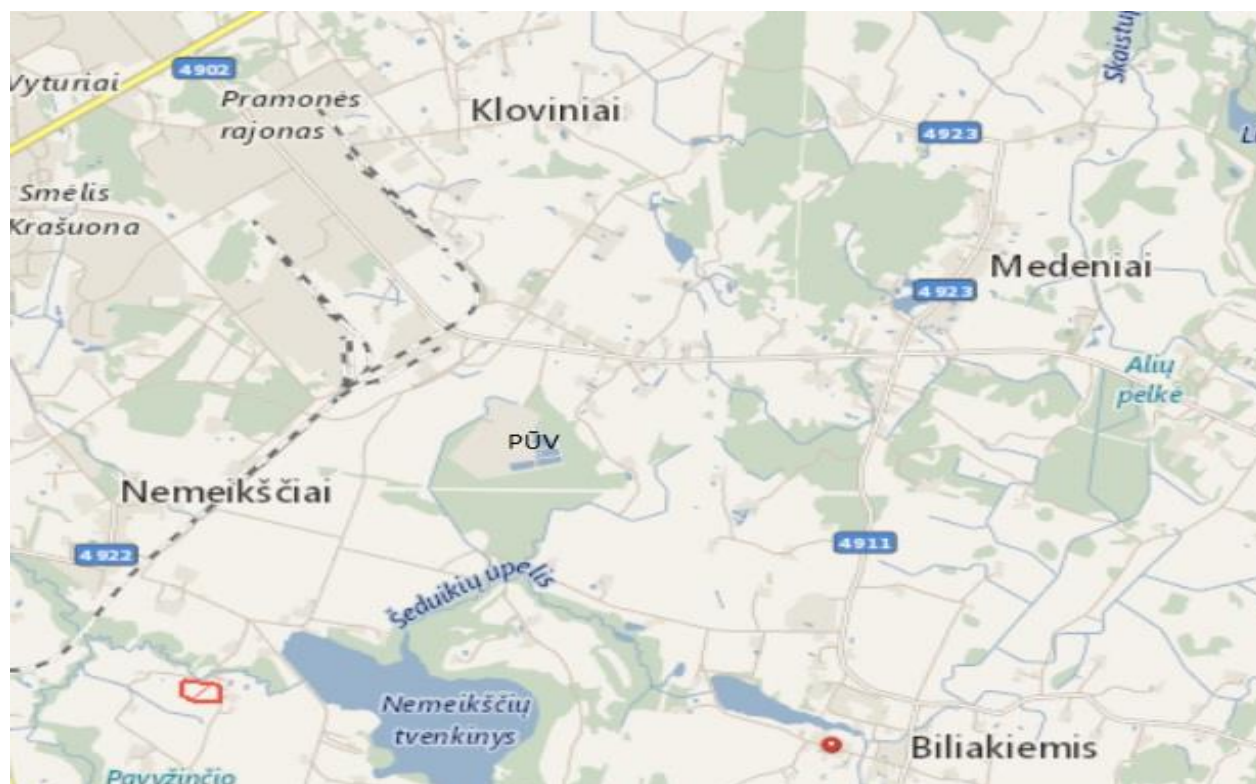 4902
Vyturiai
Pramonės
rajonas
Kloviniai
4923
Smėlis
Krašuona
Medeniai
4923
Alių
pelkė
PŪV
Nemeikščiai
4911
4922
Šeduikių upelis
Nemeikščių
tvenkinys
Biliakiemis
Pavyžinčio